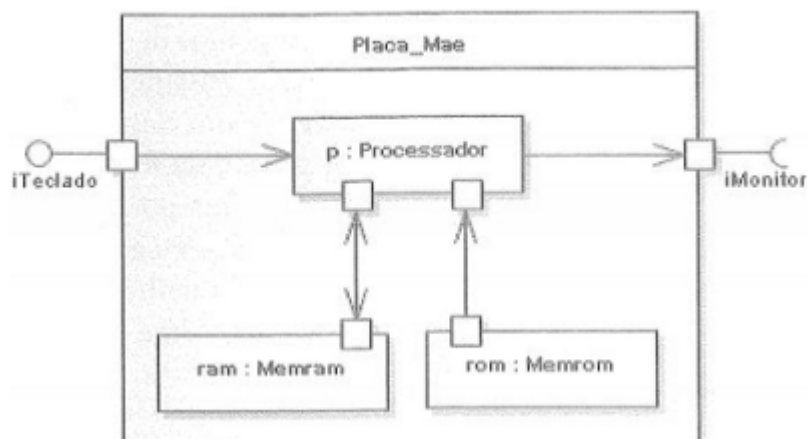 Placa_Mae
p : Processador
iTeclado
iMonitor
ram : Memram
rom : Memrom